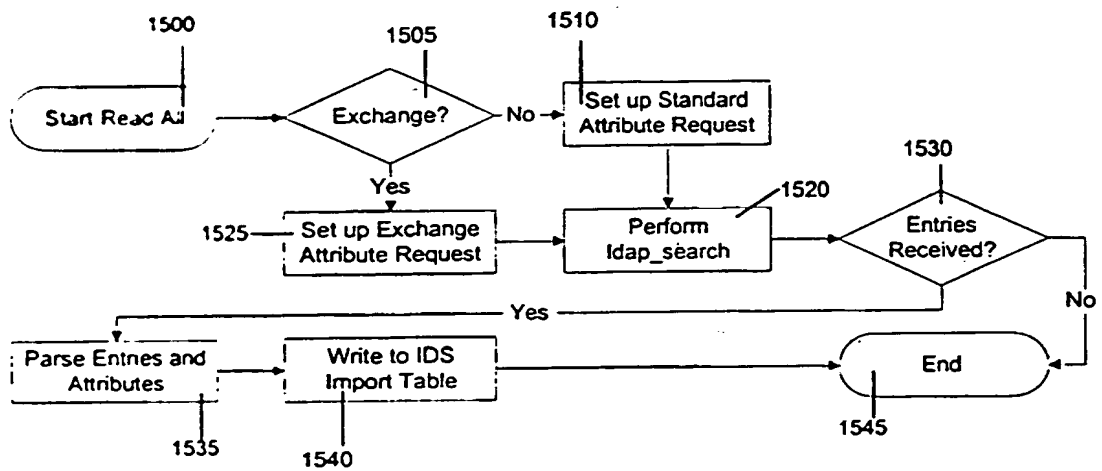 1500
1505
1510
Start Read All
Exchange?
No
Set up Standard
Attribute Request
1530
Yes
1520
1525
Set up Exchange
Attribute Request
Perform
ldap_search
Entries
Received?
No
Yes
Parse Entries and
Attributes
Write to IDS
Import Table
End
1535
1540
1545